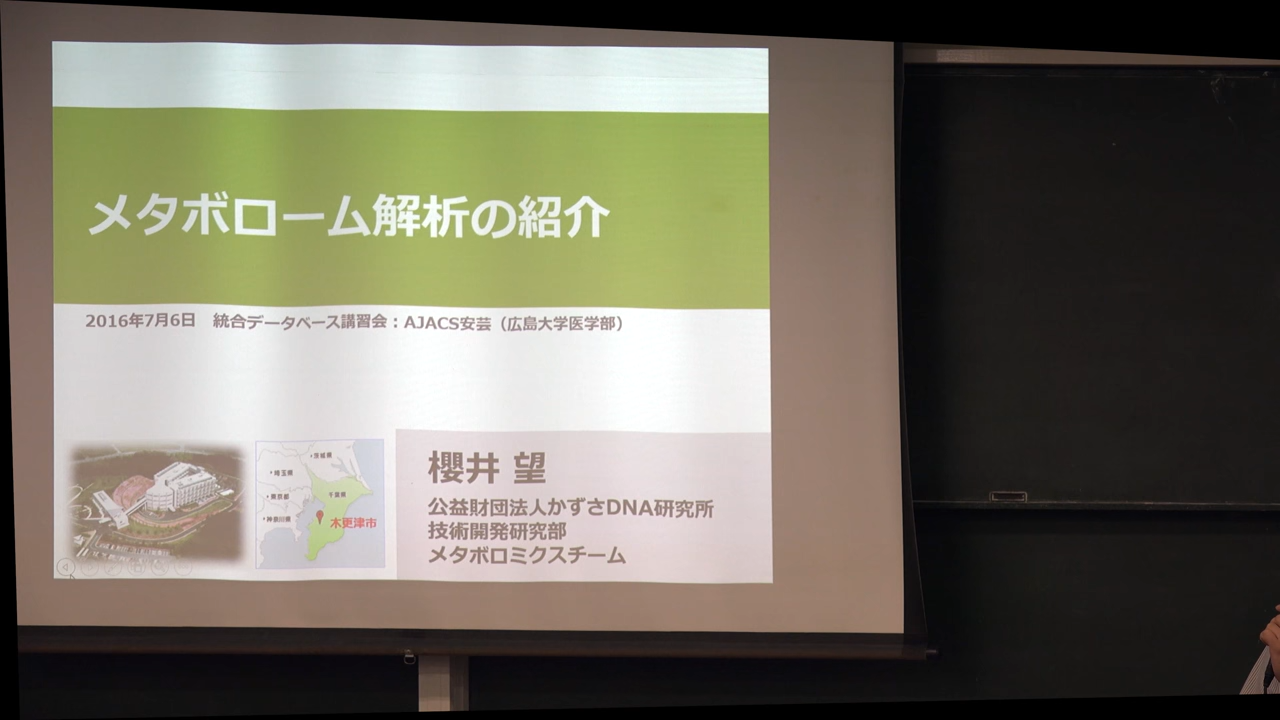 メタボローム解析の紹介
2016年7月6日　統合データベース講習会：AJACS安芸（広島大学医学部）
茨城県
埼玉県
東京都
千葉県
神奈川県
木更津市
櫻井 望
公益財団法人かずさDNA研究所
技術開発研究部
メタボロミクスチーム